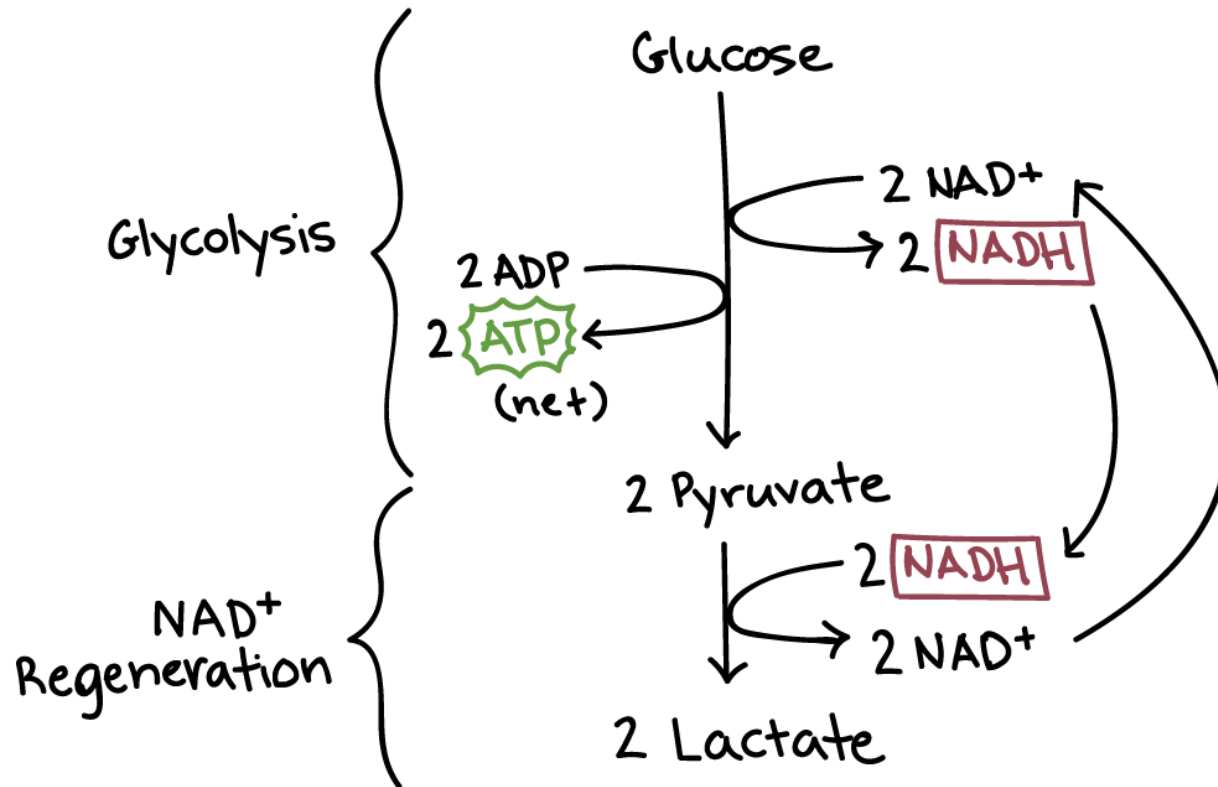 Glucose
2 NAD+
Glycolysis
2 NADH
2 ADP
2 ATP
(net)
2 Pyruvate
2 NADH
NAD+
Regeneration
2 NAD+
2 Lactate